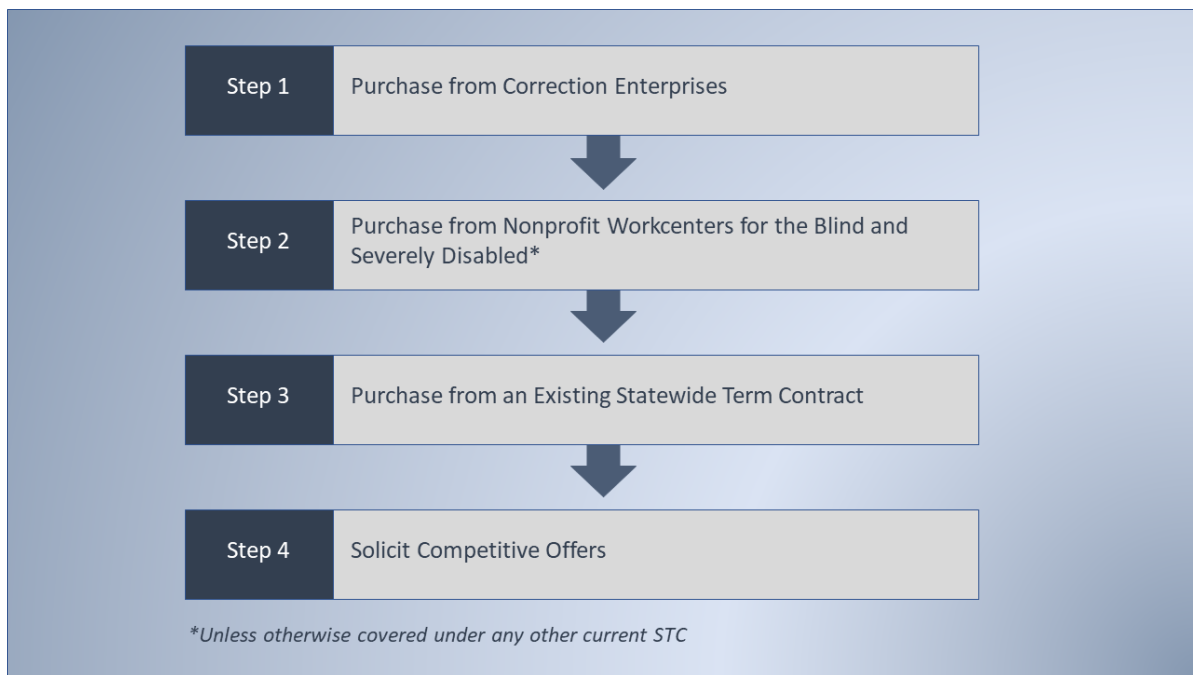 Step 1
Purchase from Correction Enterprises
Step 2
Purchase from Nonprofit Workcenters for the Blind and
Severely Disabled*
Step 3
Purchase from an Existing Statewide Term Contract
Step 4
Solicit Competitive Offers
*Unless otherwise covered under any other current STC